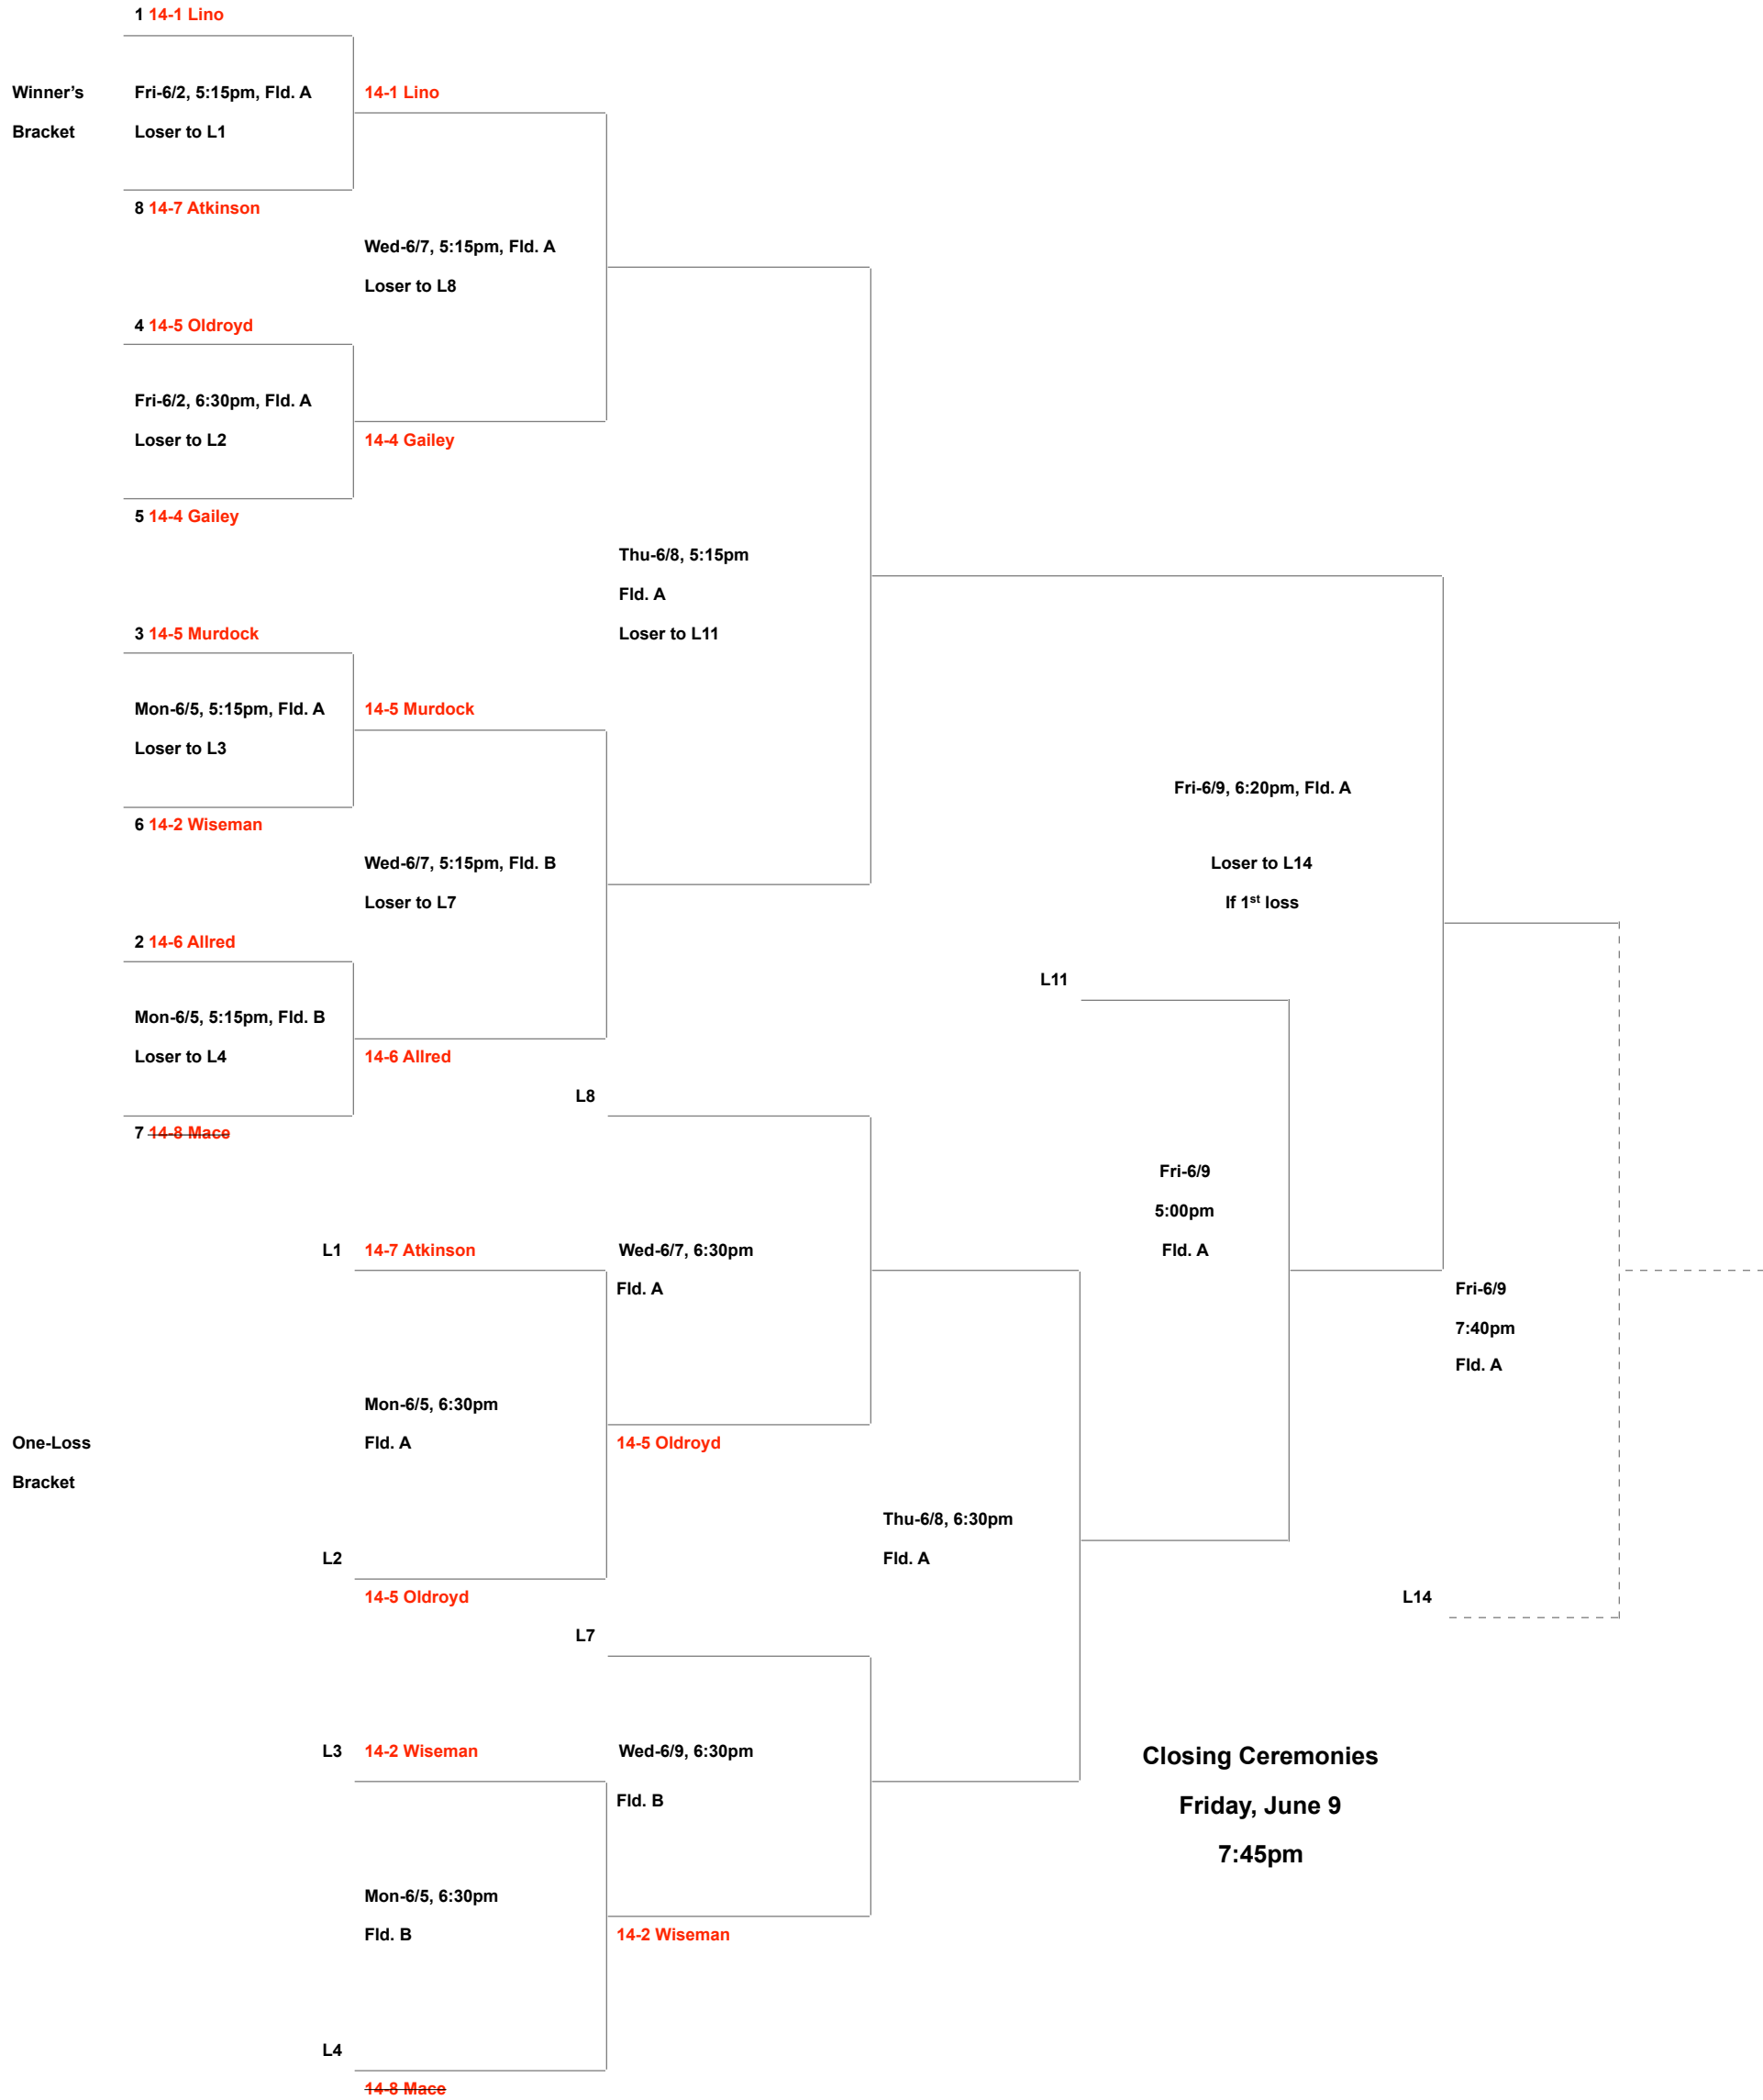 1 14-1 Lino
Winner's
Bracket
Fri-6/2, 5:15pm, Fld. A
Loser to L1
14-1 Lino
8 14-7 Atkinson
Wed-6/7, 5:15pm, Fld. A
Loser to L8
4 14-5 Oldroyd
Fri-6/2, 6:30pm, Fld. A
Loser to L2
14-4 Gailey
5 14-4 Gailey
Thu-6/8, 5:15pm
Fld. A
Loser to L11
3 14-5 Murdock
Mon-6/5, 5:15pm, Fld. A
Loser to L3
14-5 Murdock
Fri-6/9, 6:20pm, Fld. A
6 14-2 Wiseman
Wed-6/7, 5:15pm, Fld. B
Loser to L7
Loser to L14
If 1st loss
2 14-6 Allred
L11
Mon-6/5, 5:15pm, Fld. B
Loser to L4
14-6 Allred
L8
7 14-8 Mace
Fri-6/9
5:00pm
Fld. A
L1 14-7 Atkinson
Wed-6/7, 6:30pm
Fld. A
Fri-6/9
7:40pm
Fld. A
Mon-6/5, 6:30pm
Fld. A
One-Loss
Bracket
14-5 Oldroyd
Thu-6/8, 6:30pm
Fld. A
L2
14-5 Oldroyd
L14
L7
L3 14-2 Wiseman
Wed-6/9, 6:30pm
Fld. B
Closing Ceremonies
Friday, June 9
7:45pm
Mon-6/5, 6:30pm
Fld. B
14-2 Wiseman
L4
14-8 Mace